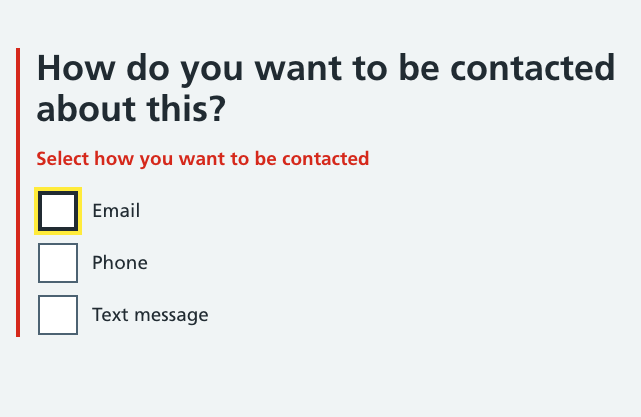 How do you want to be contacted
about this?
Select how you want to be contacted
Email
Phone
Text message